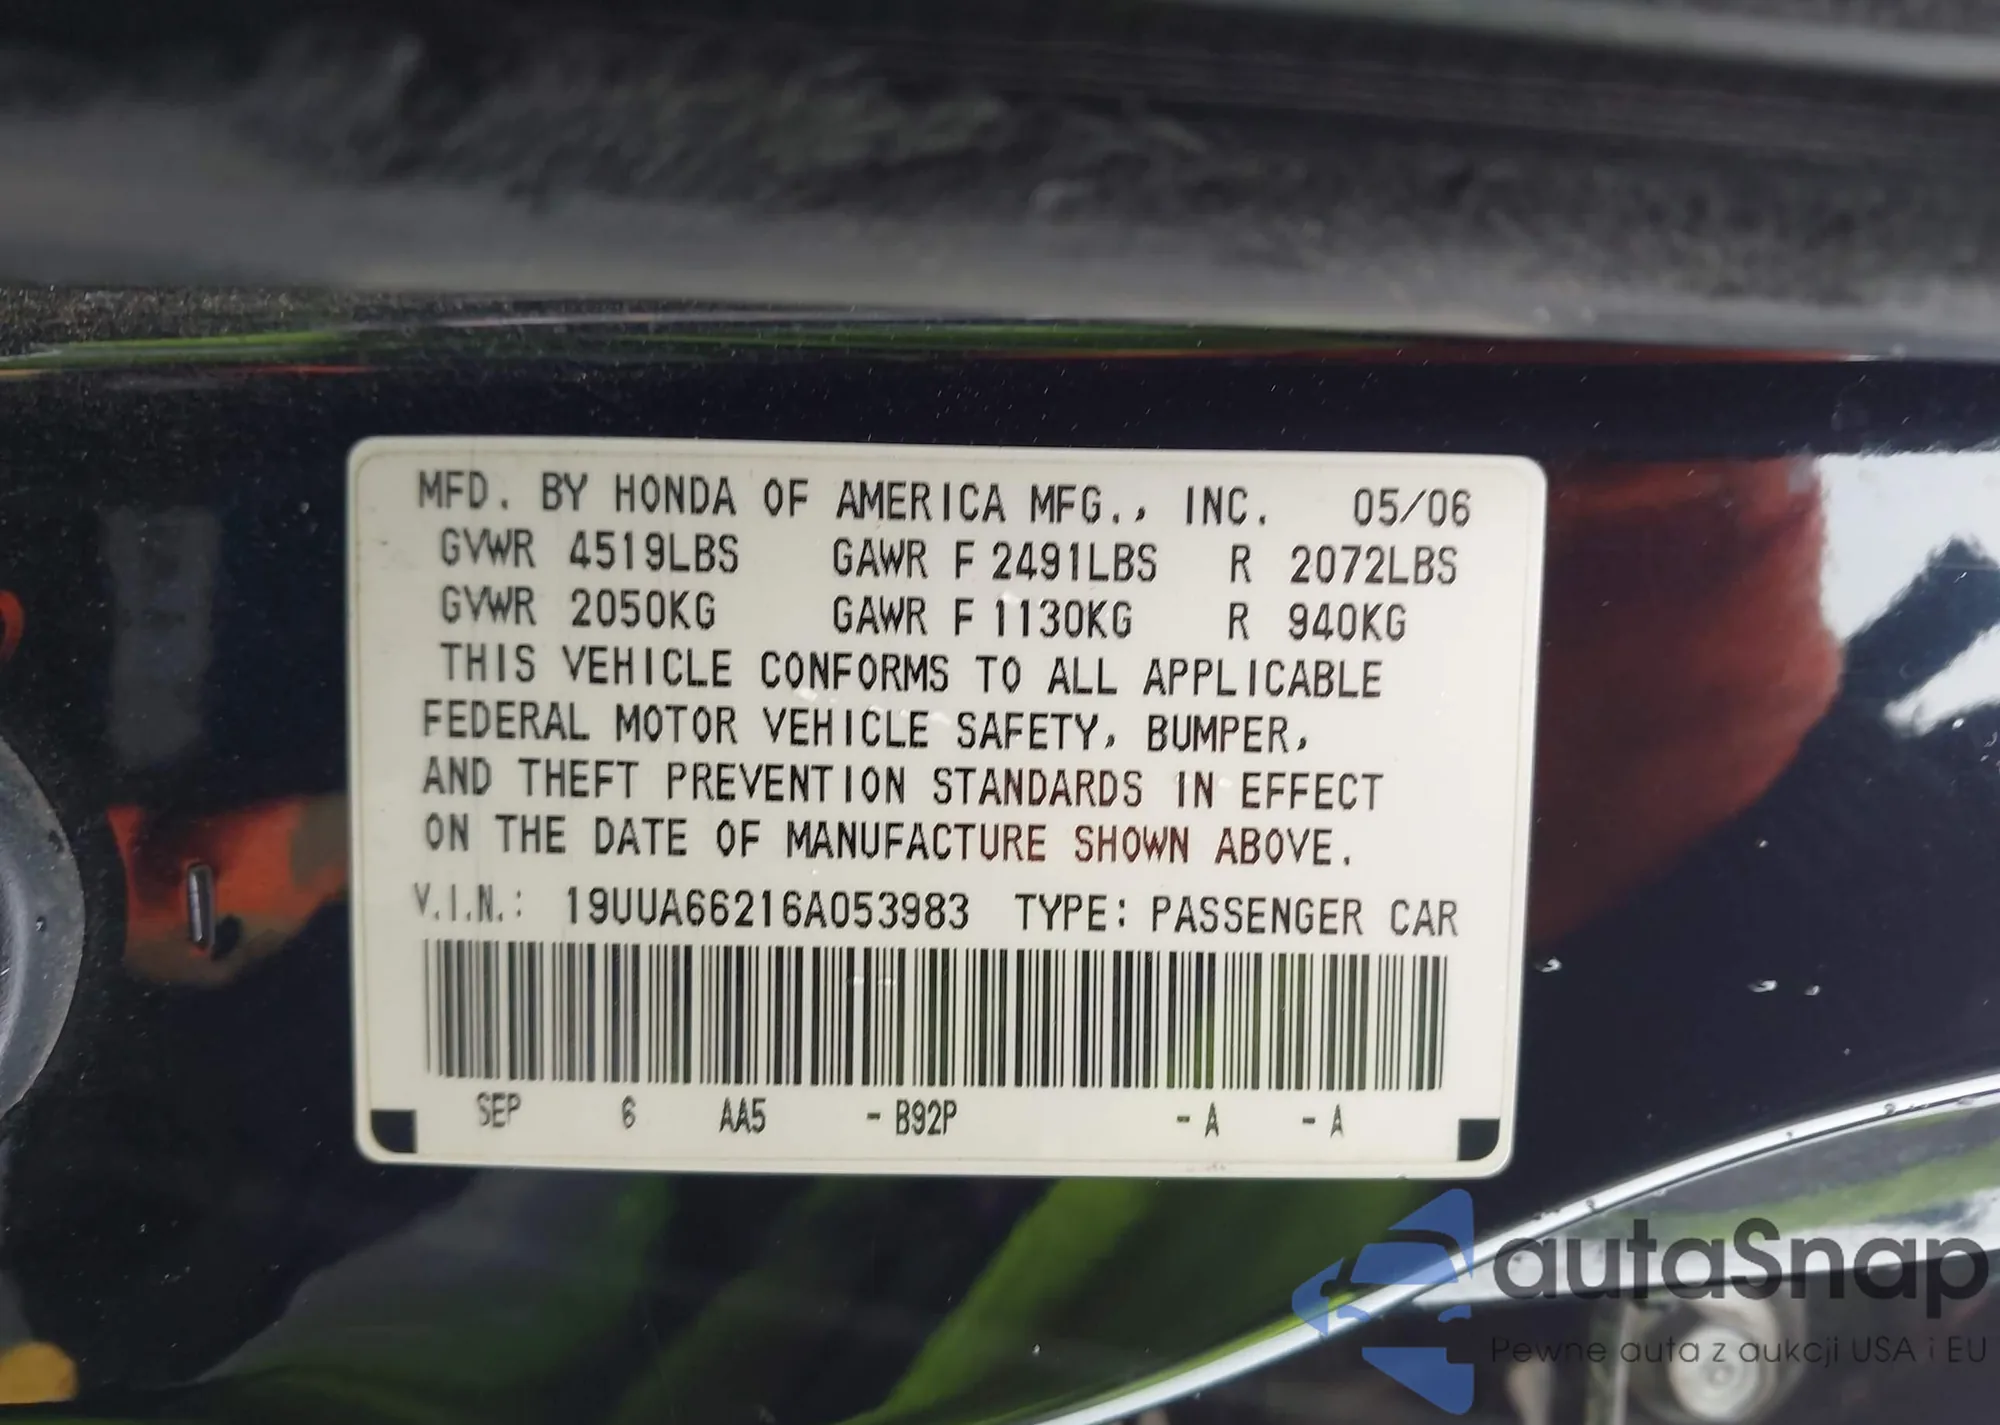 MFD. BY HONDA OF AMERICA MFG., INC. 05/06
GVWR 4519LBS GAWR F 2491LBS R 2072LBS
GVWR 2050KG GAWR F 1130KG R 940KG
THIS VEHICLE CONFORMS TO ALL APPLICABLE
FEDERAL MOTOR VEHICLE SAFETY, BUMPER,
AND THEFT PREVENTION STANDARDS IN EFFECT
ON THE DATE OF MANUFACTURE SHOWN ABOVE.
V.I.N.: 19UUA66216A053983 TYPE: PASSENGER CAR
SEP 6 AA5 - B92P - A - A
autaSnap
Pewne auta z aukcji USA i EU